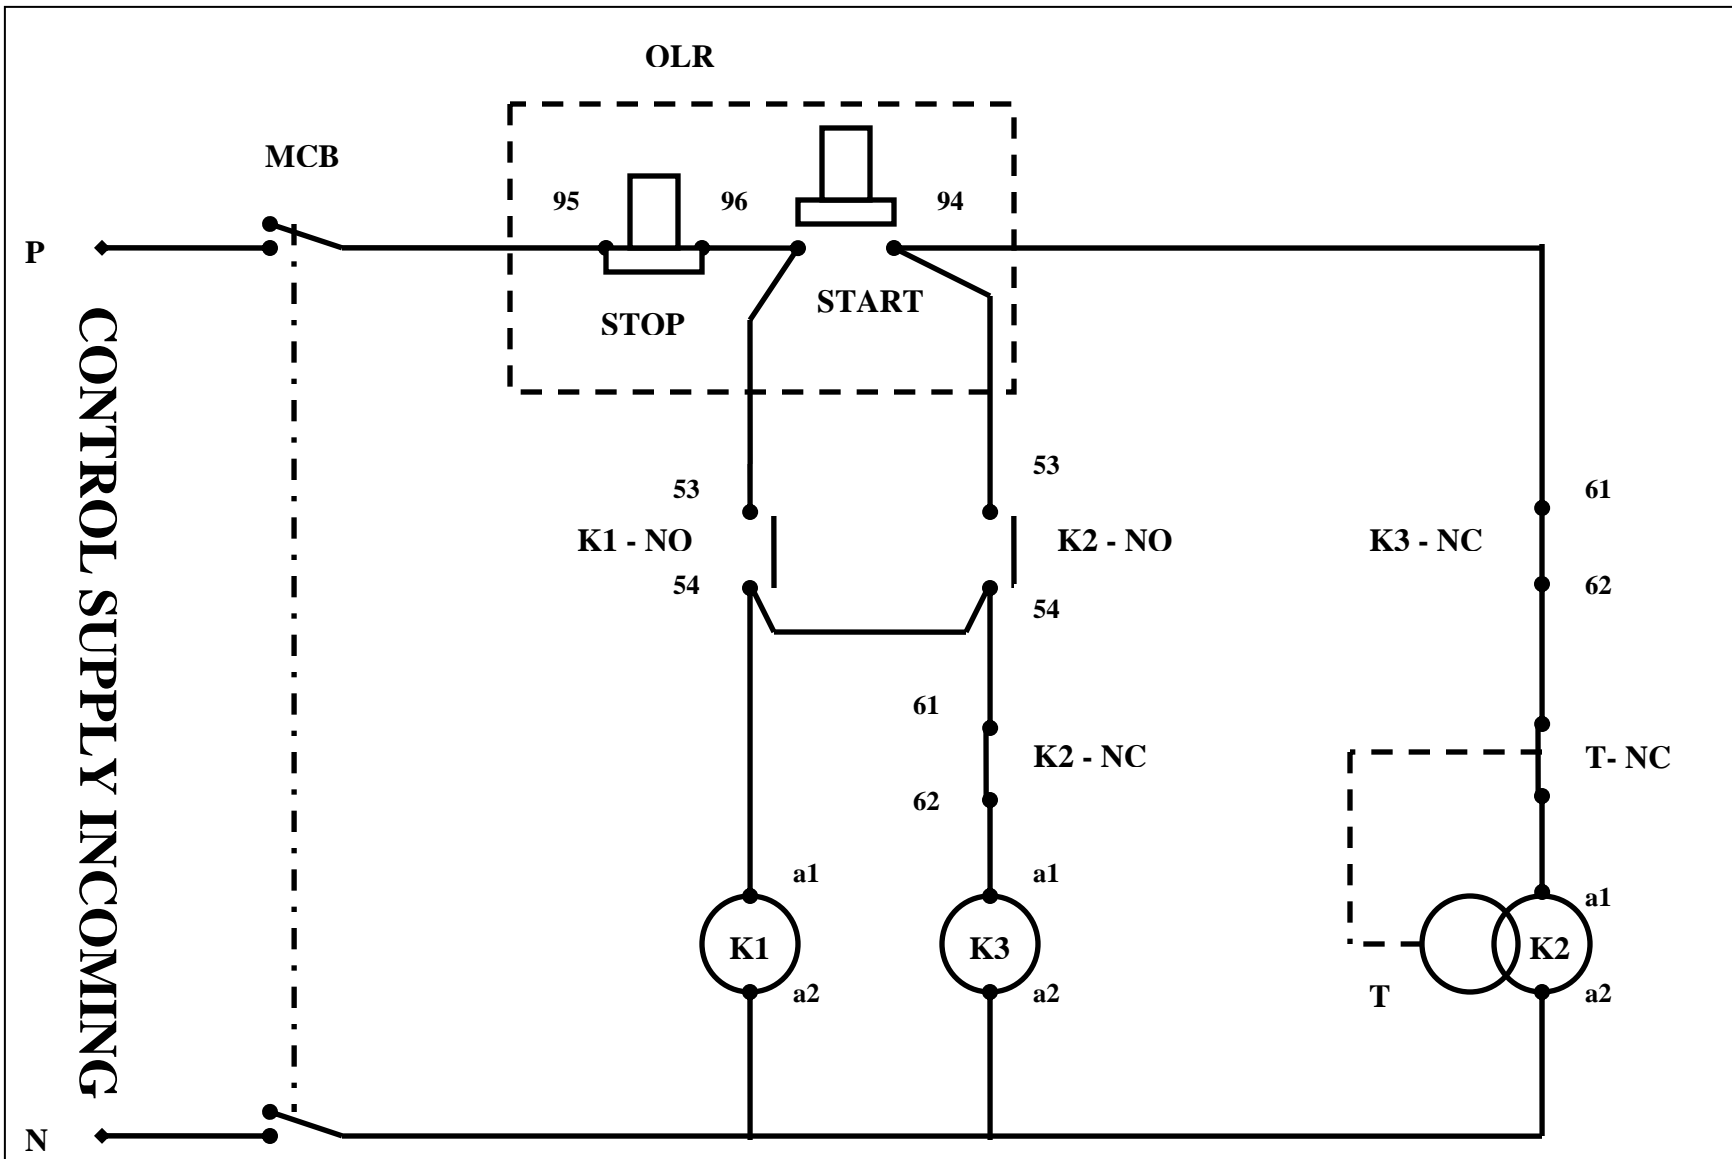 OLR
MCB
95
96
94
P
START
STOP
CONTROL SUPPLY INCOMING
53
53
61
K1 - NO
K2 - NO
K3 - NC
54
54
62
61
K2 - NC
T- NC
62
a1
a1
a1
K1
K3
K2
a2
a2
T
a2
N